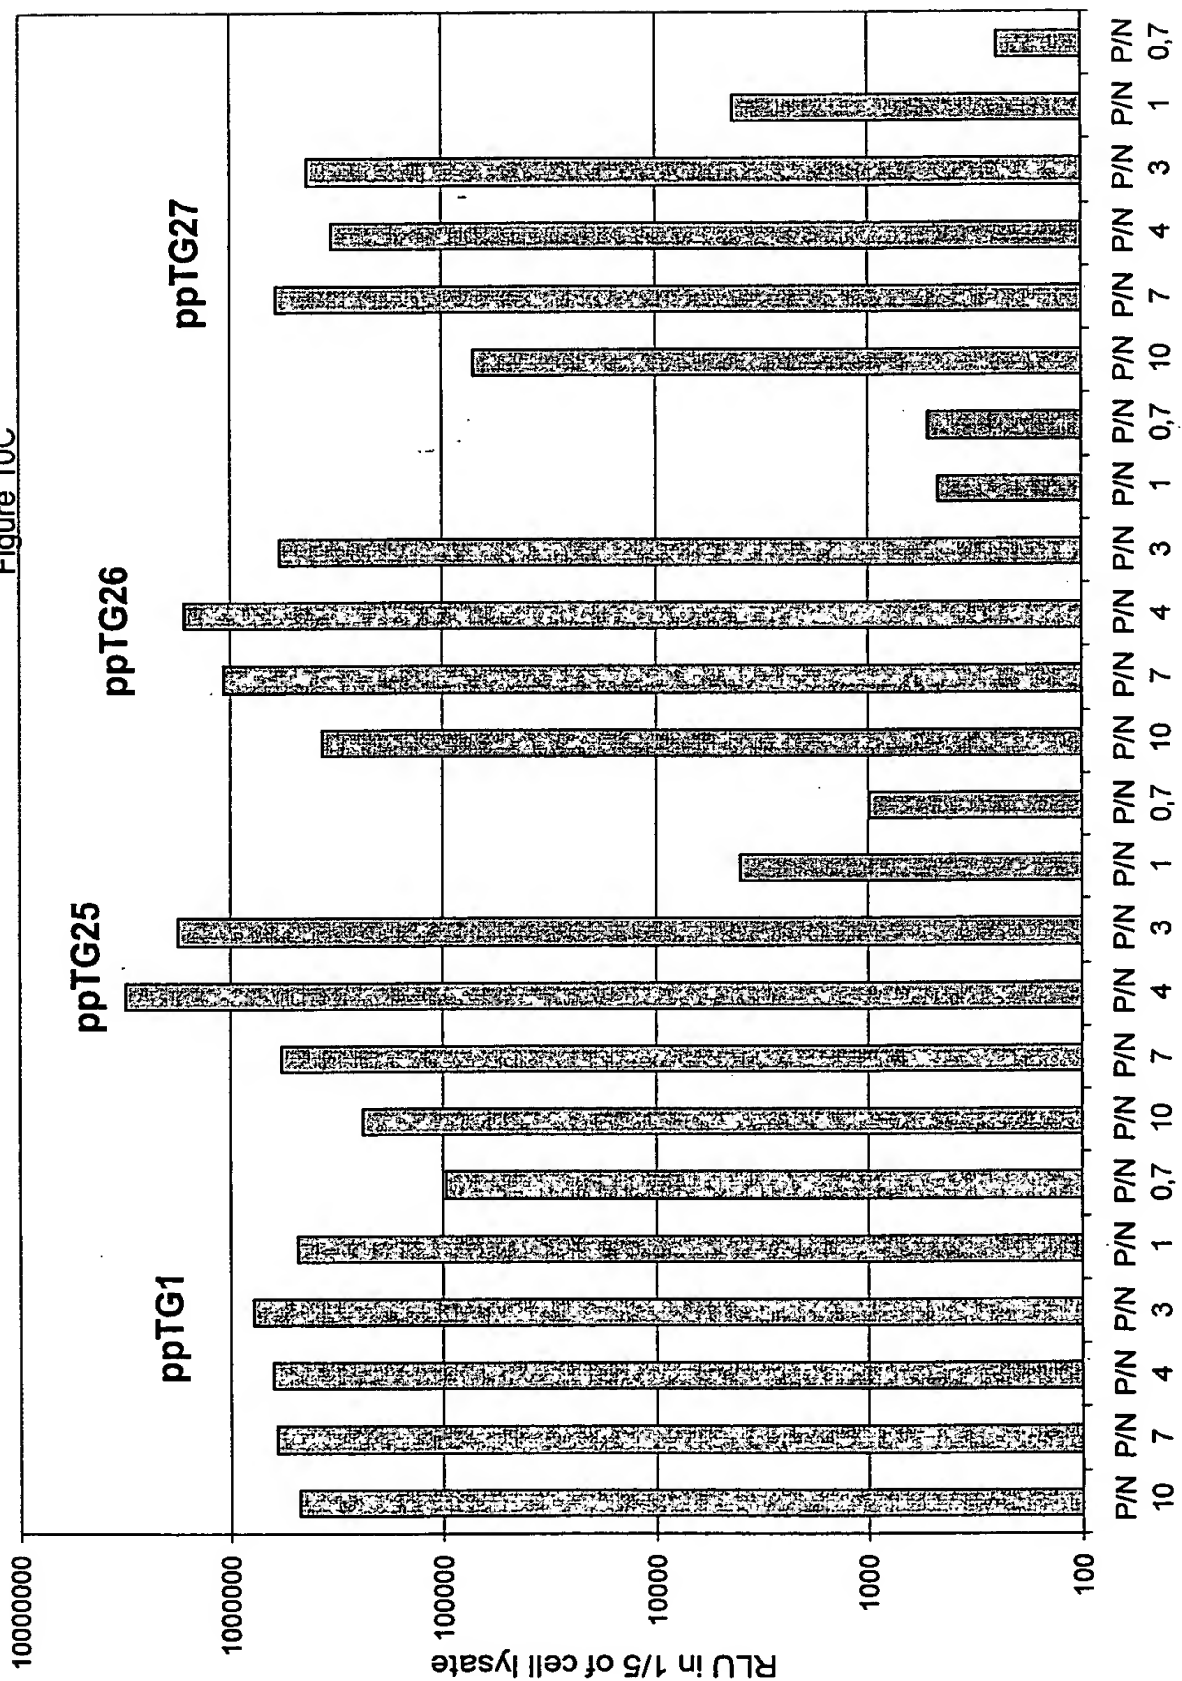 Figure 10C
ppTG1
ppTG25
ppTG26
ppTG27
RLU in 1/5 of cell lysate
10000000
1000000
100000
10000
1000
100
P/N P/N P/N P/N P/N P/N P/N P/N P/N P/N P/N P/N P/N P/N P/N P/N P/N P/N P/N P/N P/N P/N P/N P/N
10 7 4 3 1 0,7 10 7 4 3 1 0,7 10 7 4 3 1 0,7 10 7 4 3 1 0,7